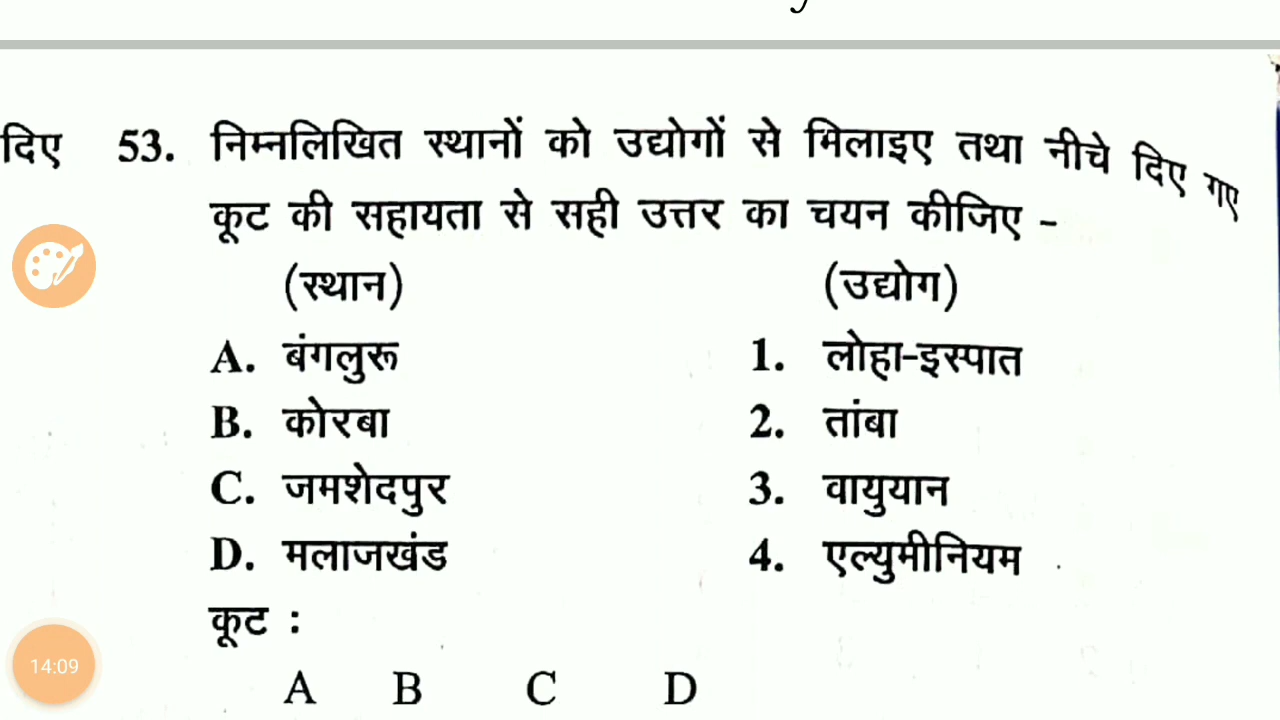 दिए 53. निम्नलिखित स्थानों को उद्योगों से मिलाइए तथा नीचे दिए गए
कूट की सहायता से सही उत्तर का चयन कीजिए -
(स्थान) (उद्योग)
A. बंगलुरू 1. लोहा-इस्पात
B. कोरबा 2. तांबा
C. जमशेदपुर 3. वायुयान
D. मलाजखंड 4. एल्युमीनियम
कूट :
14:09
A B C D